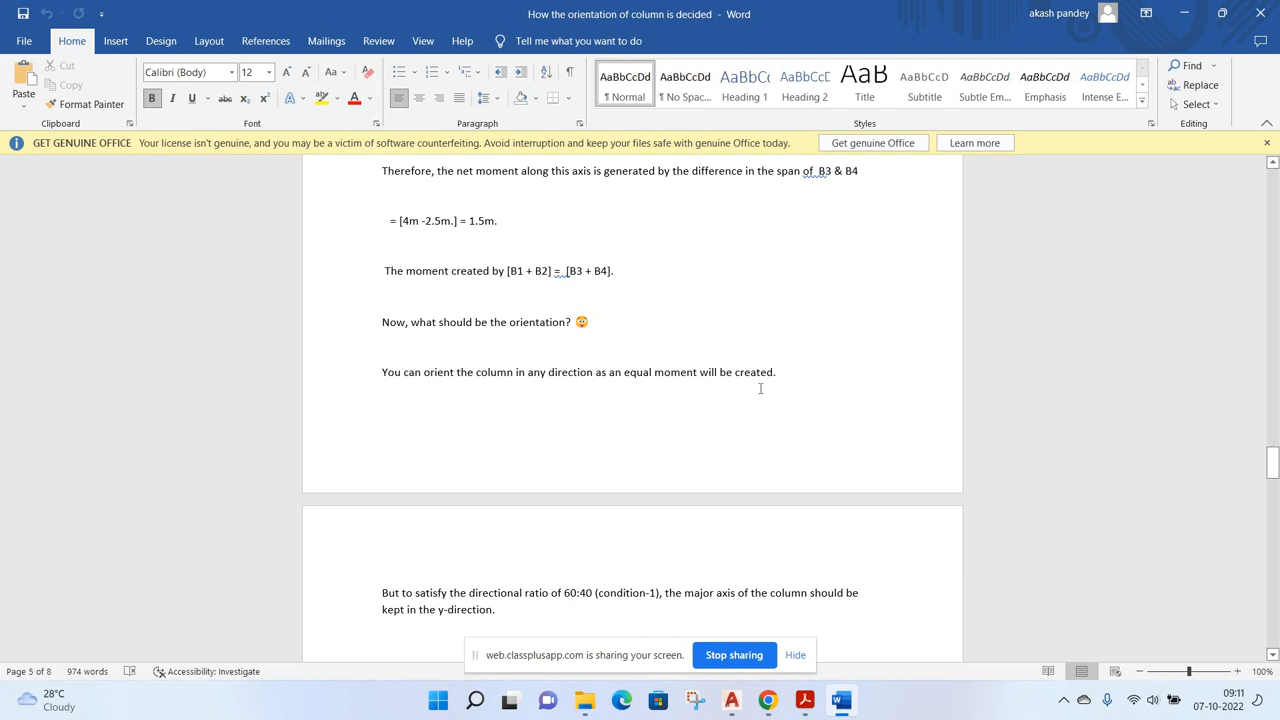 How the orientation of column is decided - Word
akash pandey
File Home Insert Design Layout References Mailings Review View Help Tell me what you want to do
Paste
Cut
Copy
Format Painter
Clipboard
Calibri (Body) 12
Font
Paragraph
AaBbCcDd AaBbCcDd AaBbCc AaBbCcD AaB AaBbCcD AaBbCcDd AaBbCcDd AaBbCcDd
¶ Normal ¶ No Spac... Heading 1 Heading 2 Title Subtitle Subtle Em... Emphasis Intense E...
Styles
Find
Replace
Select
Editing
GET GENUINE OFFICE Your license isn't genuine, and you may be a victim of software counterfeiting. Avoid interruption and keep your files safe with genuine Office today. Get genuine Office Learn more
Therefore, the net moment along this axis is generated by the difference in the span of B3 & B4
= [4m -2.5m.] = 1.5m.
The moment created by [B1 + B2] = [B3 + B4].
Now, what should be the orientation?
You can orient the column in any direction as an equal moment will be created.
But to satisfy the directional ratio of 60:40 (condition-1), the major axis of the column should be
kept in the y-direction.
web.classplusapp.com is sharing your screen. Stop sharing Hide
Page 5 of 8 974 words Accessibility: Investigate 100%
28°C
Cloudy
09:11
07-10-2022